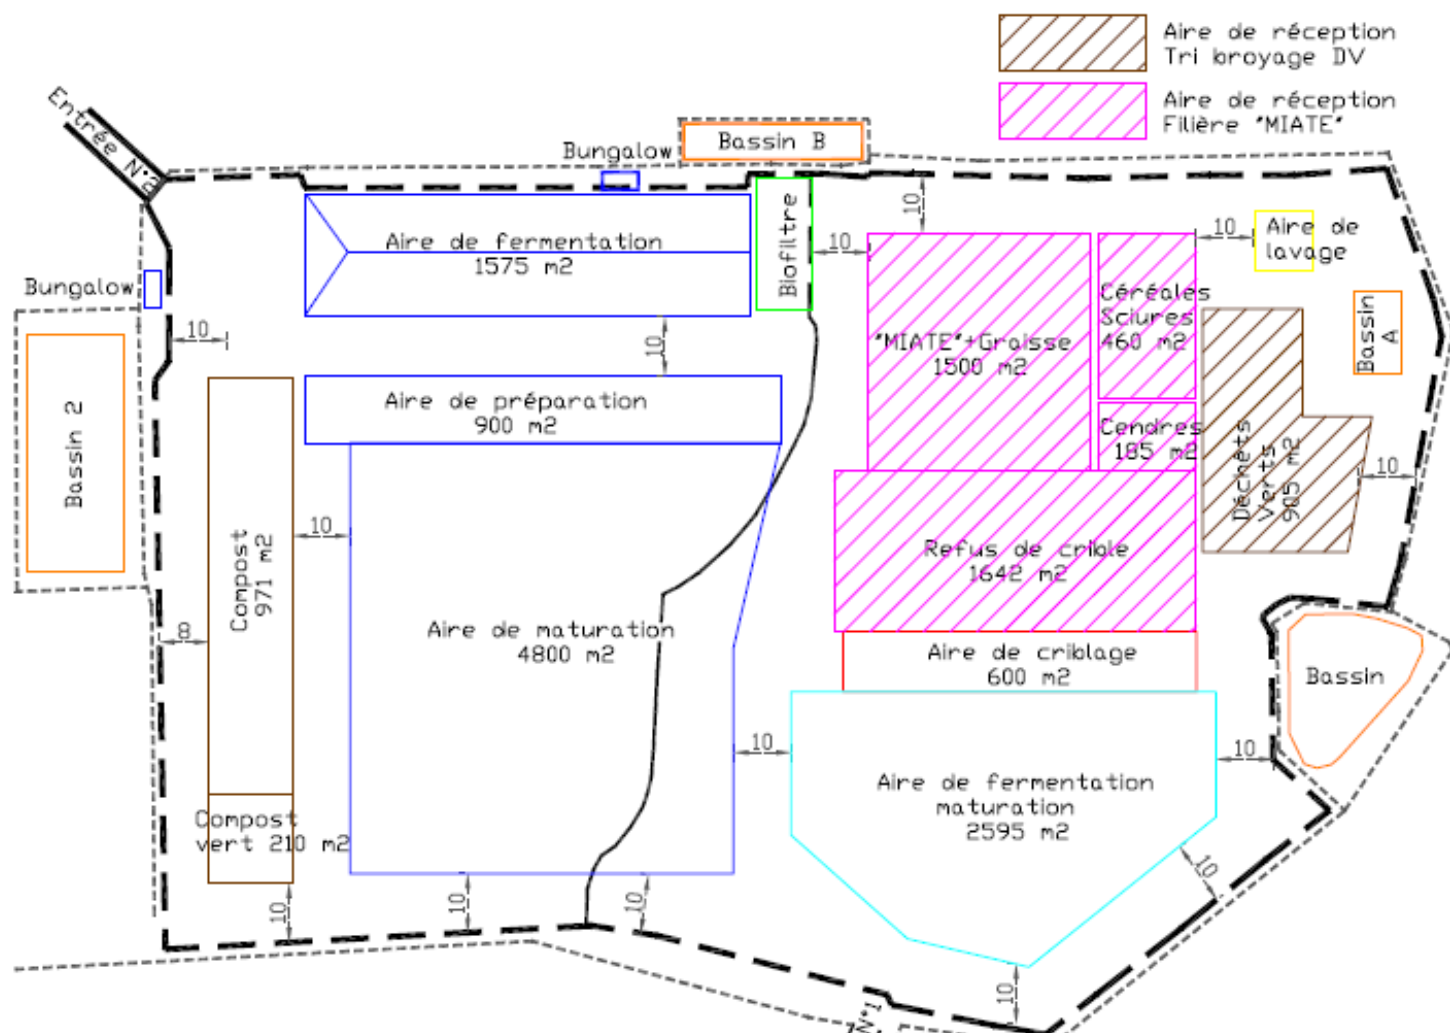 Aire de réception
Tri broyage DV
Aire de réception
Filière "MIATE"
Entrée N°2
Bungalow
Bassin B
Aire de fermentation
1575 m2
Biofiltre
10
10
10
Aire de
lavage
Bungalow
10
10
Céréales
Sciures
460 m2
"MIATE"+Graisse
1500 m2
Bassin
A
Aire de préparation
900 m2
Cendres
185 m2
Déchets
Verts
905 m2
10
Bassin 2
10
Compost
971 m2
Refus de crible
1642 m2
8
Aire de maturation
4800 m2
Aire de criblage
600 m2
Bassin
10
10
Aire de fermentation
maturation
2595 m2
Compost
vert 210 m2
10
10
10
10
10
N°1